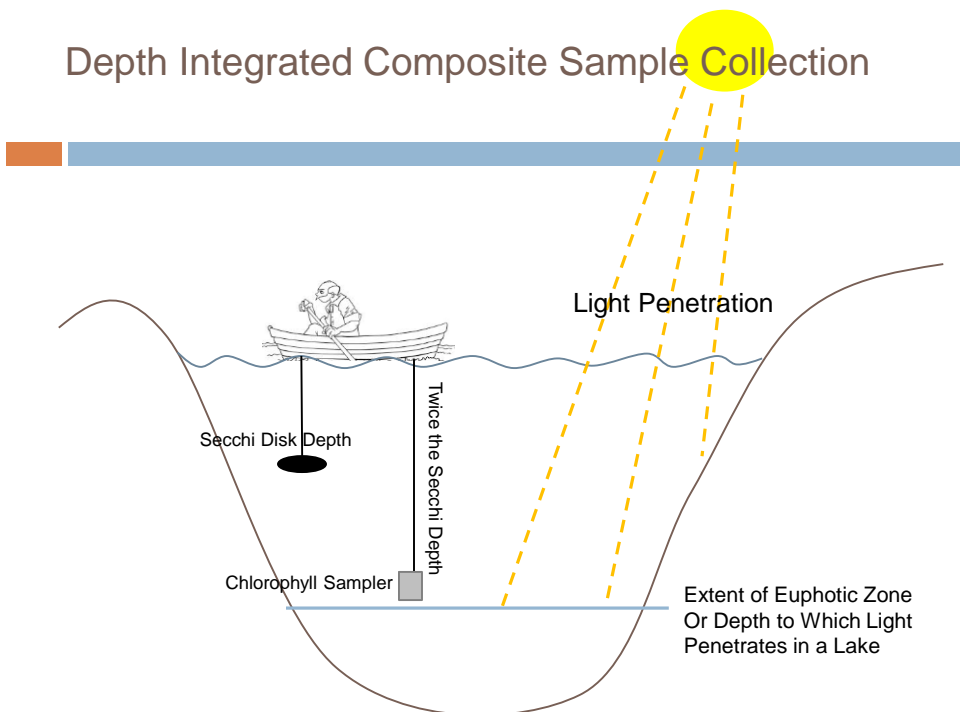 Depth Integrated Composite Sample Collection
Light Penetration
Secchi Disk Depth
Twice the Secchi Depth
Chlorophyll Sampler
Extent of Euphotic Zone
Or Depth to Which Light
Penetrates in a Lake